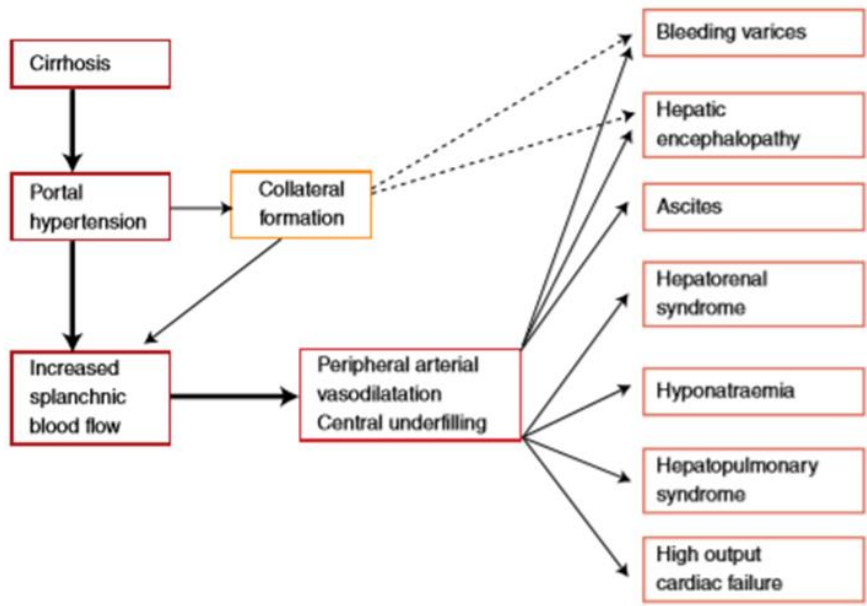 Cirrhosis
Portal
hypertension
Collateral
formation
Increased
splanchnic
blood flow
Peripheral arterial
vasodilatation
Central underfilling
Bleeding varices
Hepatic
encephalopathy
Ascites
Hepatorenal
syndrome
Hyponatraemia
Hepatopulmonary
syndrome
High output
cardiac failure